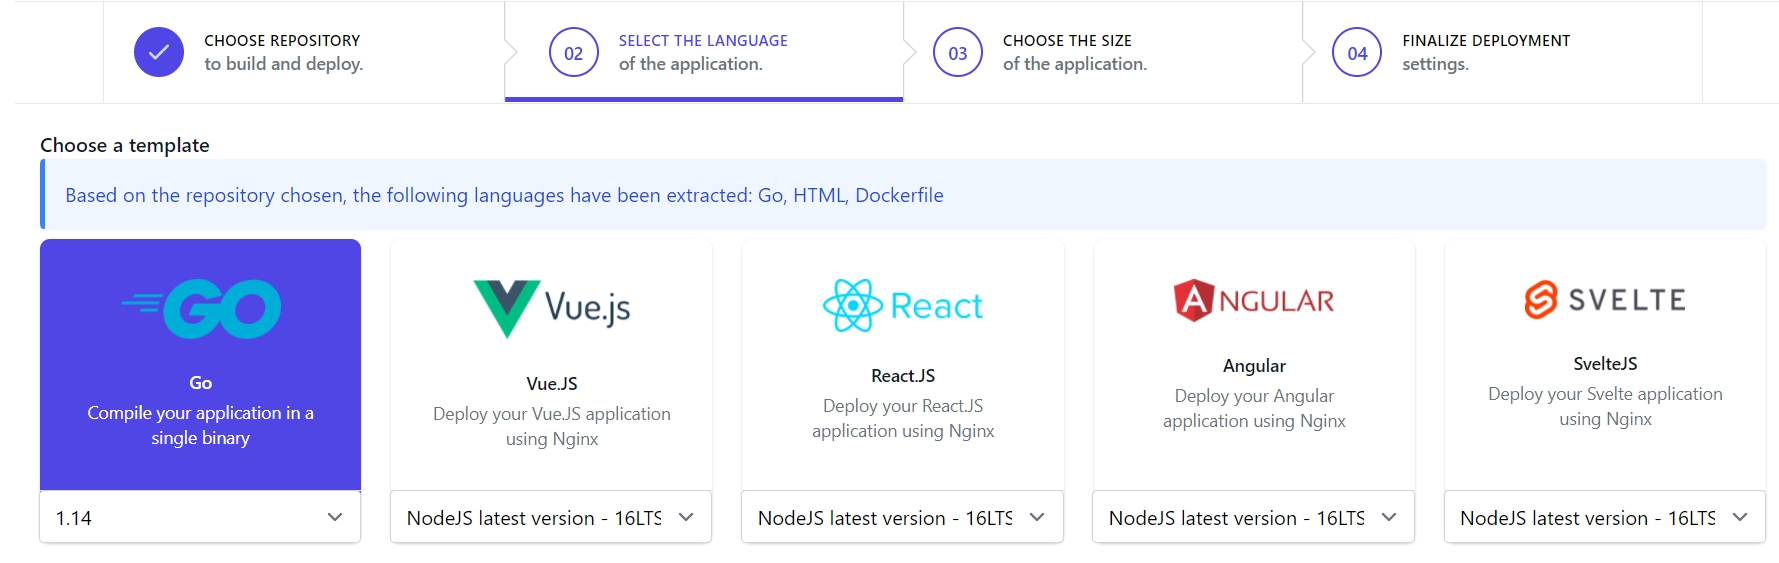 CHOOSE REPOSITORY
to build and deploy.
02
SELECT THE LANGUAGE
of the application.
03
CHOOSE THE SIZE
of the application.
04
FINALIZE DEPLOYMENT
settings.
Choose a template
Based on the repository chosen, the following languages have been extracted: Go, HTML, Dockerfile
GO
Go
Compile your application in a
single binary
1.14
Vue.js
Vue.JS
Deploy your Vue.JS application
using Nginx
NodeJS latest version - 16LTS
React
React.JS
Deploy your React.JS
application using Nginx
NodeJS latest version - 16LTS
ANGULAR
Angular
Deploy your Angular
application using Nginx
NodeJS latest version - 16LTS
SVELTE
SvelteJS
Deploy your Svelte application
using Nginx
NodeJS latest version - 16LTS